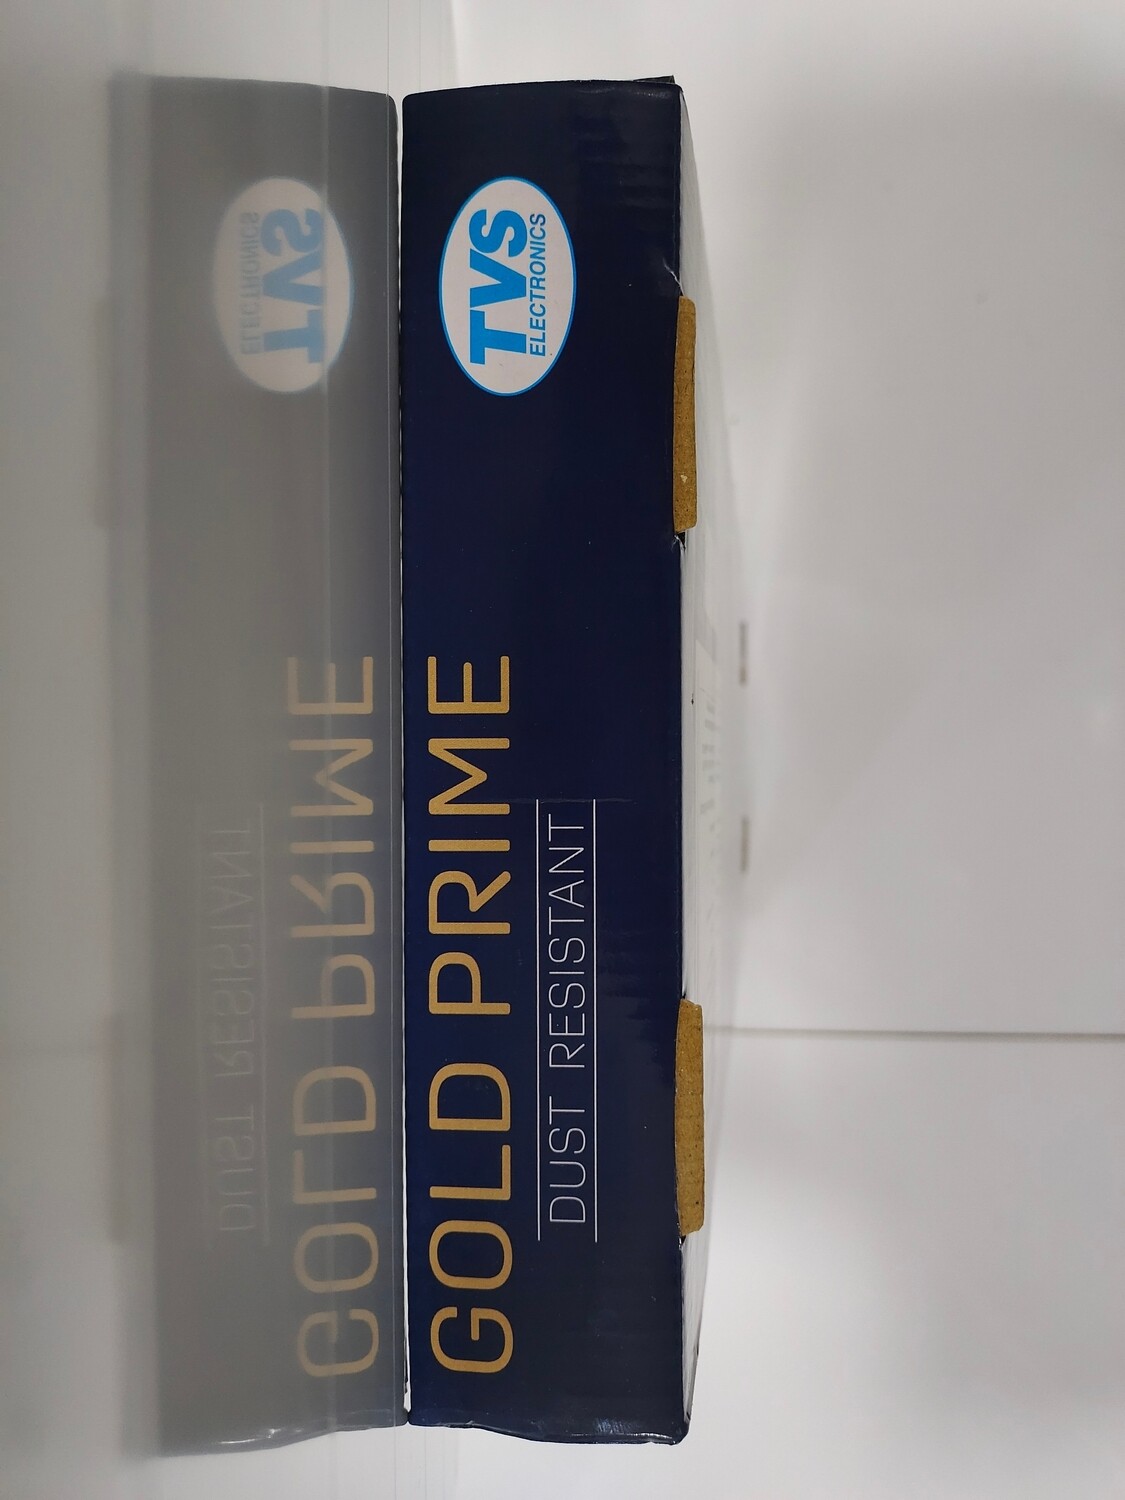 GOLD PRIME
DUST RESISTANT
TVS
ELECTRONICS